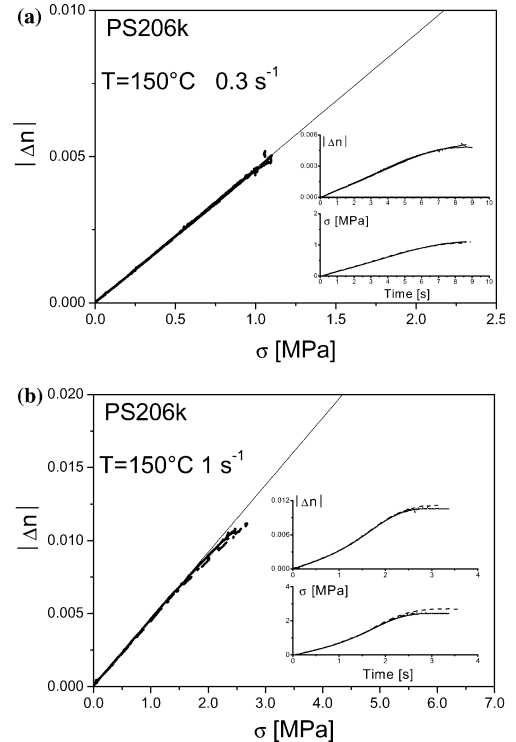 (a)
PS206k
T=150°C 0.3 s⁻¹
|Δn|
0.010
0.005
0.000
0.0 0.5 1.0 1.5 2.0 2.5
σ [MPa]
|Δn|
0.006
0.003
0.000
0 1 2 3 4 5 6 7 8 9 10
σ [MPa]
2
1
0
0 1 2 3 4 5 6 7 8 9 10
Time [s]
(b)
PS206k
T=150°C 1 s⁻¹
|Δn|
0.020
0.015
0.010
0.005
0.000
0.0 1.0 2.0 3.0 4.0 5.0 6.0 7.0
σ [MPa]
|Δn|
0.012
0.006
0.000
0 1 2 3 4
σ [MPa]
4
2
0
0 1 2 3 4
Time [s]